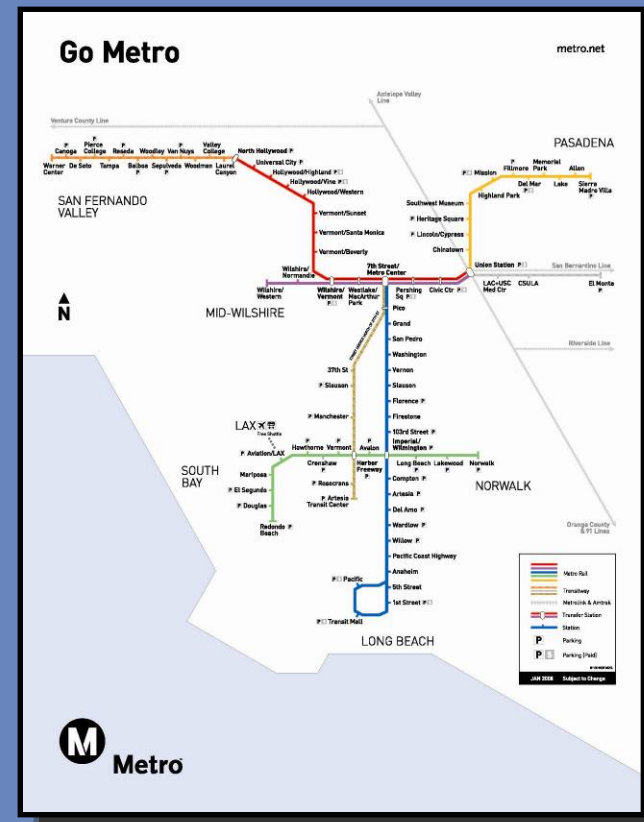 Go Metro
metro.net
Antelope Valley
Line
Ventura County Line
PASADENA
Canoga
Pierce
College
Reseda
Woodley
Van Nuys
Valley
College
North Hollywood P
Warner
Center
De Soto
Tampa
Balboa
P
Sepulveda
P
Woodman
Laurel
Canyon
Universal City P
Hollywood/Highland P
Hollywood/Vine P
Hollywood/Western
SAN FERNANDO
VALLEY
Vermont/Sunset
Vermont/Santa Monica
Vermont/Beverly
P Mission
Fillmore
Memorial
Park
Allen
Highland Park
Del Mar
P
Lake
Sierra
Madre Villa
P
Southwest Museum
P Heritage Square
P Lincoln/Cypress
Chinatown
Union Station P
San Bernardino Line
Wilshire/
Normandie
7th Street/
Metro Center
Wilshire/
Western
Wilshire/
Vermont
P
Westlake/
MacArthur
Park
Pershing
Sq P
Civic Ctr P
LAC+USC
Med Ctr
CSULA
El Monte
P
N
MID-WILSHIRE
Pico
Grand
San Pedro
Washington
Vernon
Slauson
Florence P
Firestone
103rd Street P
Imperial/
Wilmington P
37th St
P Slauson
P Manchester
Riverside Line
LAX
Free Shuttle
P Aviation/LAX
Hawthorne
P
Vermont
P
Avalon
P
Crenshaw
P
Harbor
Freeway
P
Long Beach
P
Lakewood
P
Norwalk
P
SOUTH
BAY
Mariposa
P El Segundo
P Douglas
Redondo
Beach
P
P Rosecrans
P Artesia
Transit Center
NORWALK
Compton P
Artesia P
Del Amo P
Wardlow P
Willow P
Pacific Coast Highway
Anaheim
5th Street
1st Street P
P Pacific
P Transit Mall
LONG BEACH
Orange County
& 91 Lines
Metro Rail
Transitway
Metrolink & Amtrak
Transfer Station
Station
P Parking
P $ Parking (Paid)
JAN 2006 Subject to Change
M
Metro